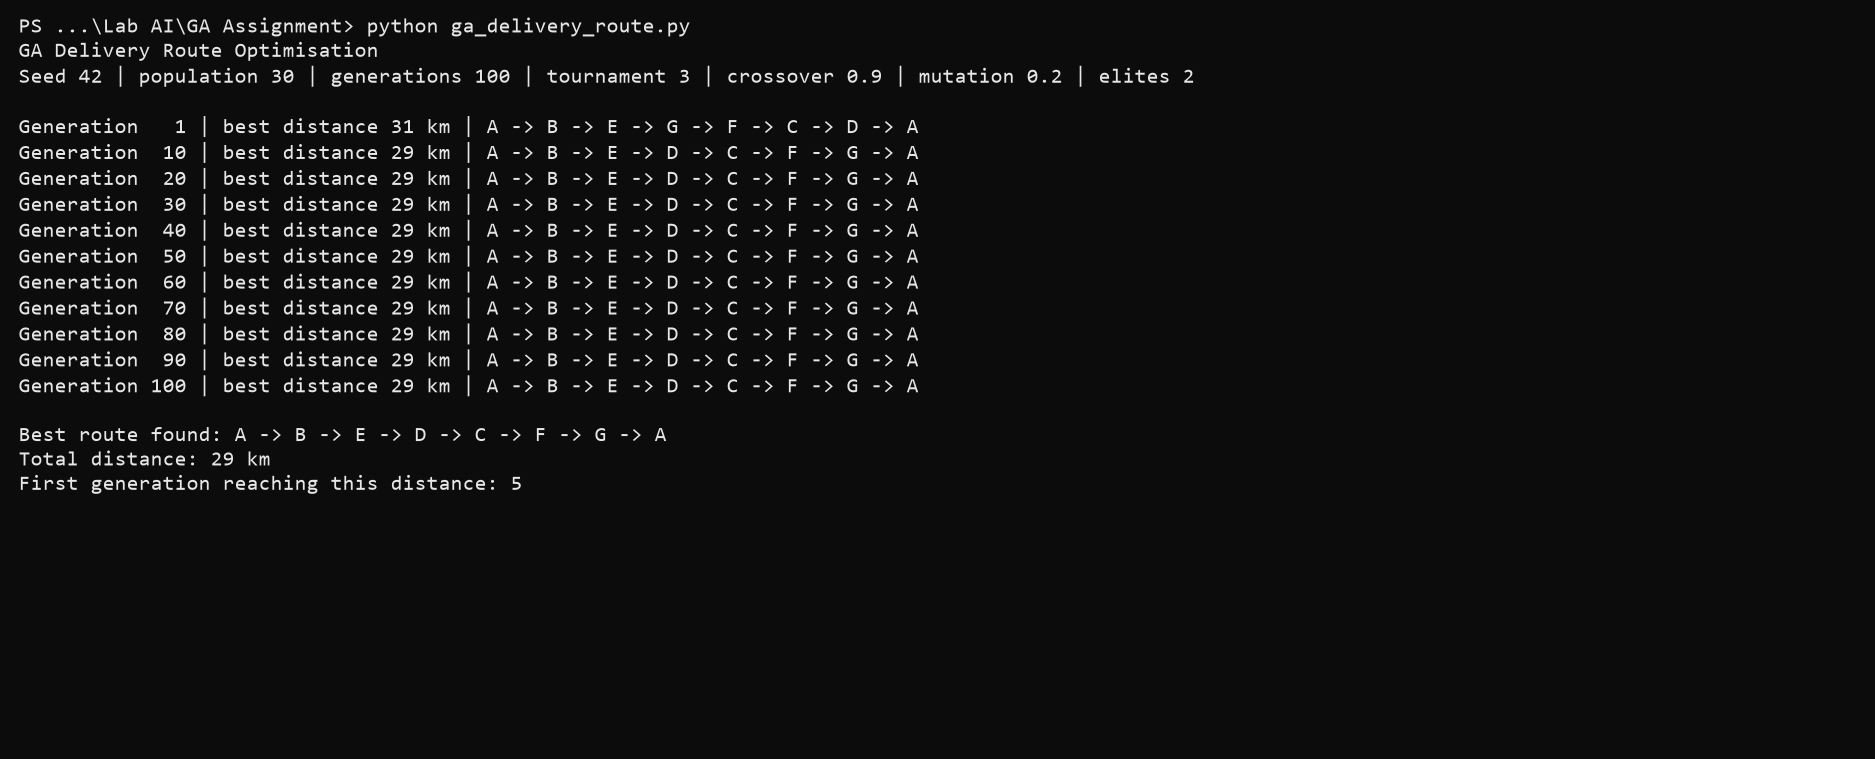 PS ...\Lab AI\GA Assignment> python ga_delivery_route.py
GA Delivery Route Optimisation
Seed 42 | population 30 | generations 100 | tournament 3 | crossover 0.9 | mutation 0.2 | elites 2
Generation   1 | best distance 31 km | A -> B -> E -> G -> F -> C -> D -> A
Generation  10 | best distance 29 km | A -> B -> E -> D -> C -> F -> G -> A
Generation  20 | best distance 29 km | A -> B -> E -> D -> C -> F -> G -> A
Generation  30 | best distance 29 km | A -> B -> E -> D -> C -> F -> G -> A
Generation  40 | best distance 29 km | A -> B -> E -> D -> C -> F -> G -> A
Generation  50 | best distance 29 km | A -> B -> E -> D -> C -> F -> G -> A
Generation  60 | best distance 29 km | A -> B -> E -> D -> C -> F -> G -> A
Generation  70 | best distance 29 km | A -> B -> E -> D -> C -> F -> G -> A
Generation  80 | best distance 29 km | A -> B -> E -> D -> C -> F -> G -> A
Generation  90 | best distance 29 km | A -> B -> E -> D -> C -> F -> G -> A
Generation 100 | best distance 29 km | A -> B -> E -> D -> C -> F -> G -> A
Best route found: A -> B -> E -> D -> C -> F -> G -> A
Total distance: 29 km
First generation reaching this distance: 5